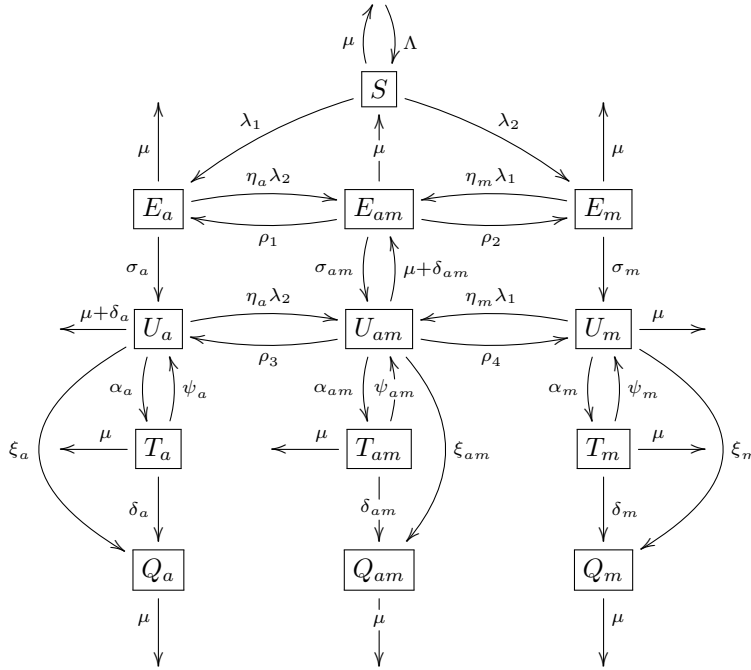 μ Λ
S
λ₁ λ₂
μ μ μ
ηₐλ₂ ηₘλ₁
Eₐ Eₐₘ Eₘ
ρ₁ ρ₂
σₐ σₐₘ μ+δₐₘ σₘ
μ+δₐ ηₐλ₂ ηₘλ₁ μ
Uₐ Uₐₘ Uₘ
ρ₃ ρ₄
αₐ ψₐ αₐₘ ψₐₘ αₘ ψₘ
ξₐ μ Tₐ μ Tₐₘ ξₐₘ Tₘ μ ξₘ
δₐ δₐₘ δₘ
Qₐ Qₐₘ Qₘ
μ μ μ